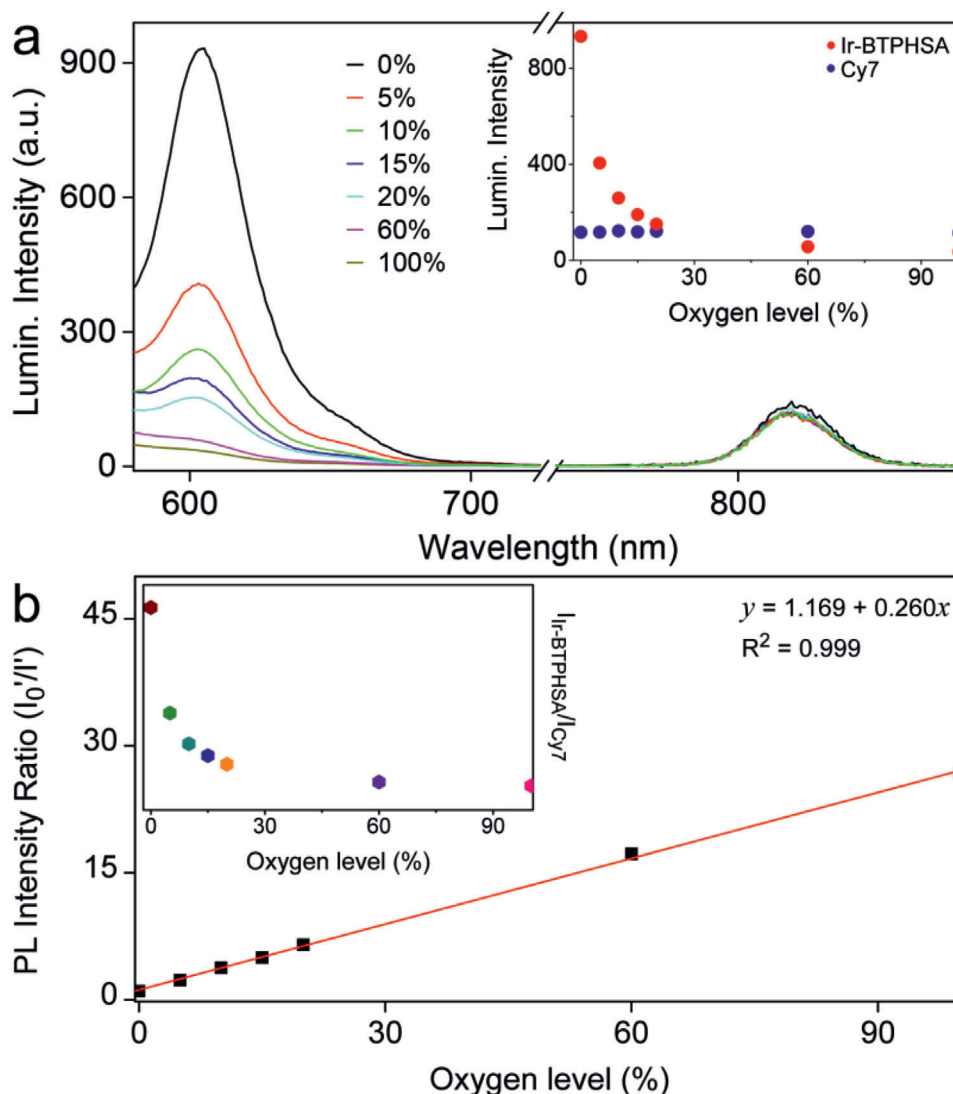 a
Lumin. Intensity (a.u.)
900
600
300
0
0%
5%
10%
15%
20%
60%
100%
Lumin. Intensity
800
400
0
Ir-BTPHSA
Cy7
0 30 60 90
Oxygen level (%)
600 700 800
Wavelength (nm)
b
PL Intensity Ratio (I₀'/I')
45
30
15
0
y = 1.169 + 0.260x
R² = 0.999
I_Ir-BTPHSA/I_Cy7
0 30 60 90
Oxygen level (%)
0 30 60 90
Oxygen level (%)